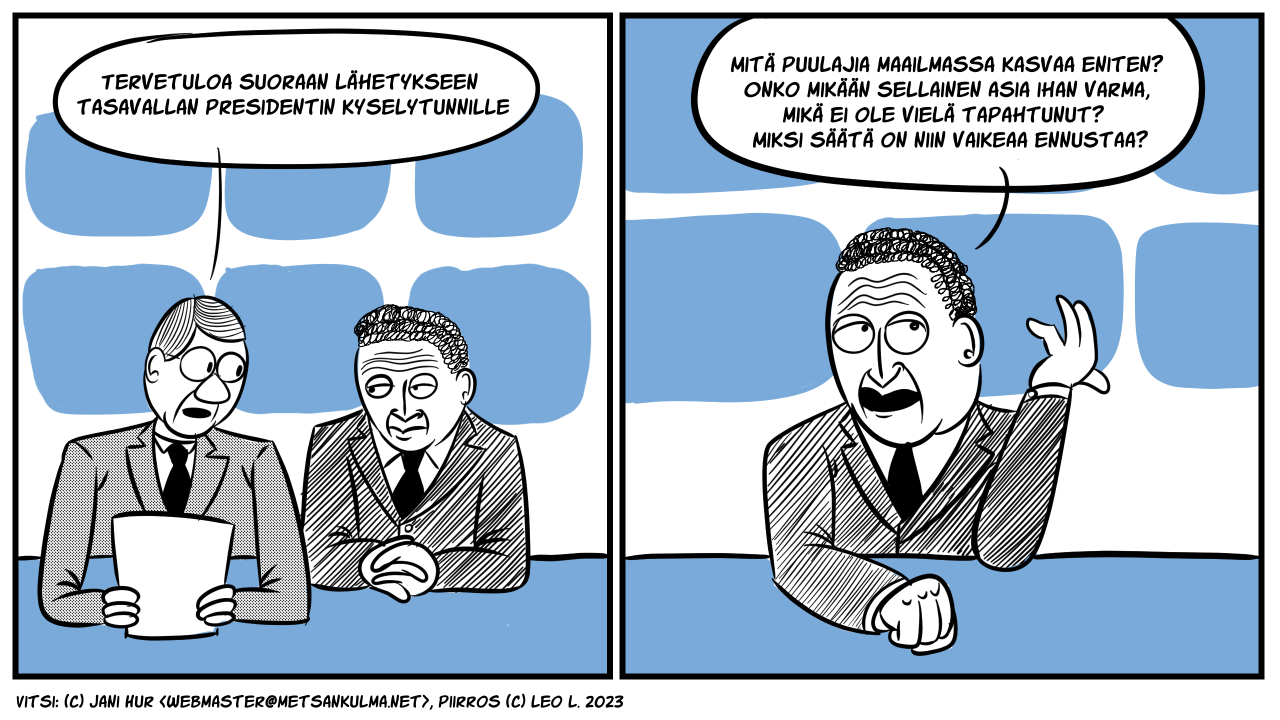 TERVETULOA SUORAAN LÄHETYKSEEN
TASAVALLAN PRESIDENTIN KYSELYTUNNILLE
MITÄ PUULAJIA MAAILMASSA KASVAA ENITEN?
ONKO MIKÄÄN SELLAINEN ASIA IHAN VARMA,
MIKÄ EI OLE VIELÄ TAPAHTUNUT?
MIKSI SÄÄTÄ ON NIIN VAIKEAA ENNUSTAA?
VITSI: (C) JANI HUR <WEBMASTER@METSANKULMA.NET>, PIIRROS (C) LEO L. 2023